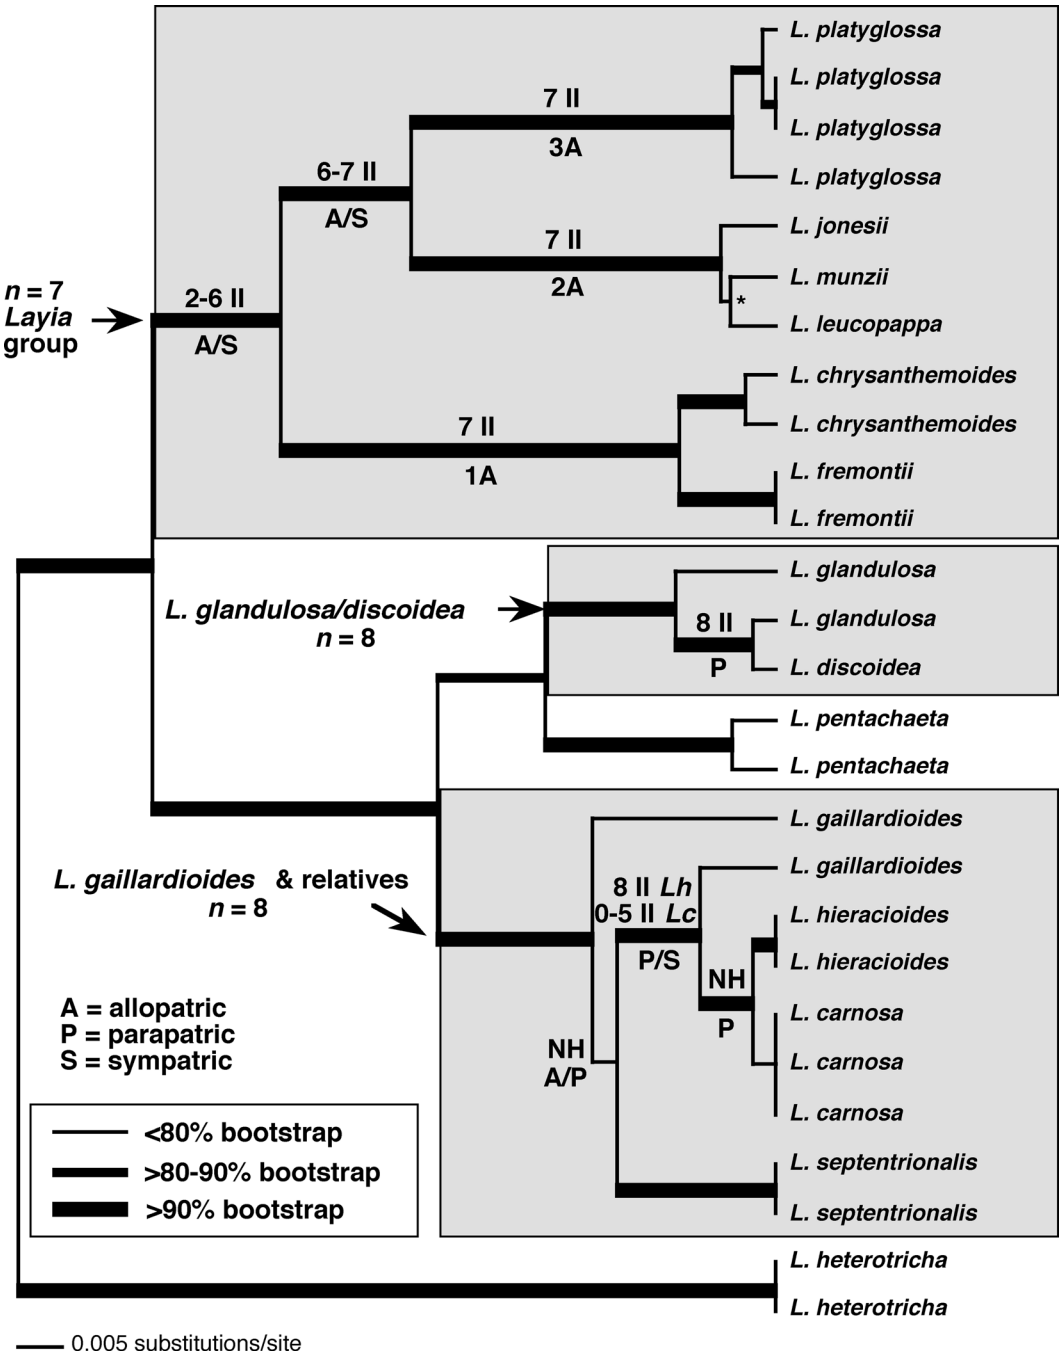 L. platyglossa
L. platyglossa
7 II
L. platyglossa
3A
6-7 II
L. platyglossa
A/S
L. jonesii
7 II
L. munzii
2A
n = 7
2-6 II
*
Layia
L. leucopappa
group
A/S
L. chrysanthemoides
7 II
L. chrysanthemoides
1A
L. fremontii
L. fremontii
L. glandulosa
L. glandulosa/discoidea
n = 8
8 II
L. glandulosa
P
L. discoidea
L. pentachaeta
L. pentachaeta
L. gaillardioides
L. gaillardioides & relatives
n = 8
L. gaillardioides
8 II Lh
0-5 II Lc
L. hieracioides
P/S
L. hieracioides
NH
A = allopatric
P = parapatric
S = sympatric
L. carnosa
P
NH
A/P
L. carnosa
L. carnosa
<80% bootstrap
>80-90% bootstrap
>90% bootstrap
L. septentrionalis
L. septentrionalis
L. heterotricha
L. heterotricha
0.005 substitutions/site